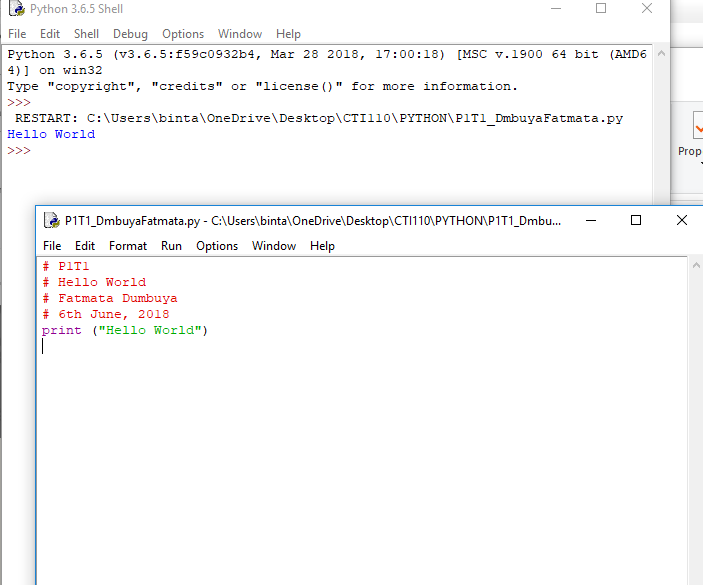 Python 3.6.5 Shell
File Edit Shell Debug Options Window Help
Python 3.6.5 (v3.6.5:f59c0932b4, Mar 28 2018, 17:00:18) [MSC v.1900 64 bit (AMD6
4)] on win32
Type "copyright", "credits" or "license()" for more information.
>>>
RESTART: C:\Users\binta\OneDrive\Desktop\CTI110\PYTHON\P1T1_DmbuyaFatmata.py
Hello World
>>>
Prop
P1T1_DmbuyaFatmata.py - C:\Users\binta\OneDrive\Desktop\CTI110\PYTHON\P1T1_Dmbu...
File Edit Format Run Options Window Help
# P1T1
# Hello World
# Fatmata Dumbuya
# 6th June, 2018
print ("Hello World")